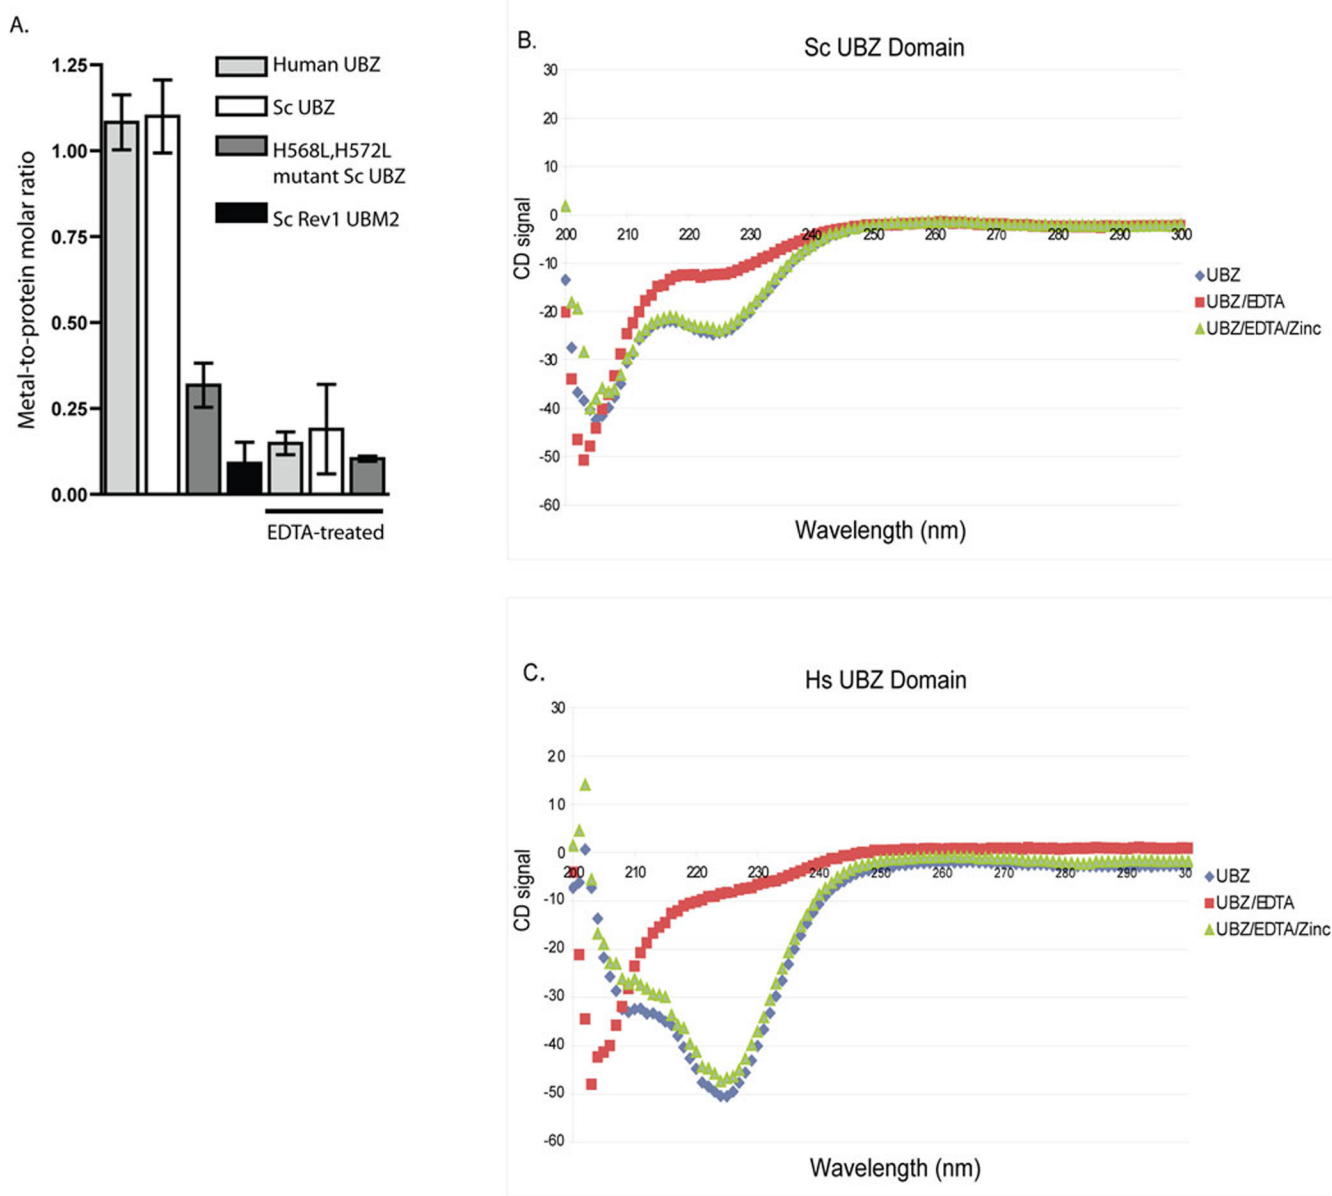 A.
1.25
1.00
0.75
0.50
0.25
0.00
Metal-to-protein molar ratio
Human UBZ
Sc UBZ
H568L,H572L
mutant Sc UBZ
Sc Rev1 UBM2
EDTA-treated
B.
Sc UBZ Domain
30
20
10
0
-10
-20
-30
-40
-50
-60
CD signal
200 210 220 230 240 250 260 270 280 290 300
Wavelength (nm)
UBZ
UBZ/EDTA
UBZ/EDTA/Zinc
C.
Hs UBZ Domain
30
20
10
0
-10
-20
-30
-40
-50
-60
CD signal
200 210 220 230 240 250 260 270 280 290 30
Wavelength (nm)
UBZ
UBZ/EDTA
UBZ/EDTA/Zinc